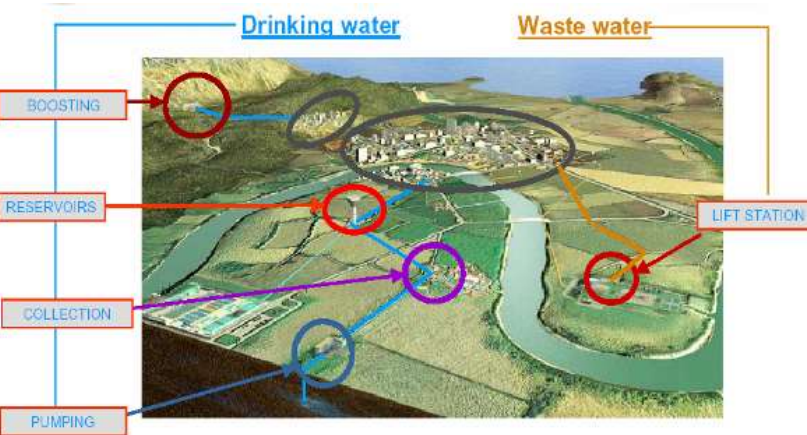 Drinking water
Waste water
BOOSTING
RESERVOIRS
LIFT STATION
COLLECTION
PUMPING